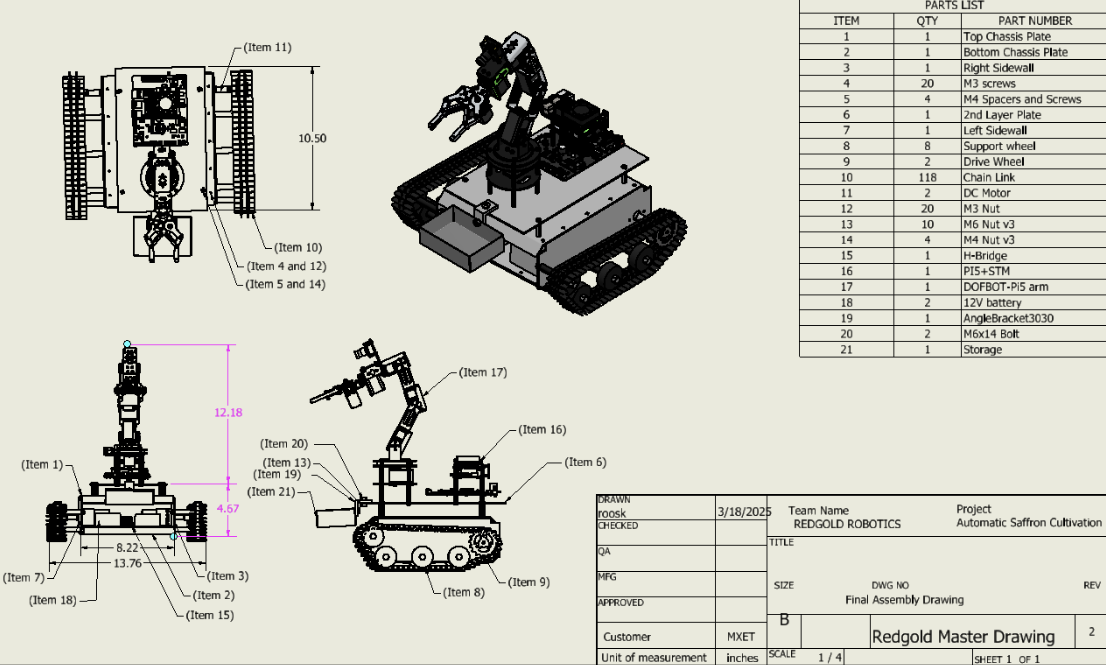 PARTS LIST
ITEM QTY PART NUMBER
1 1 Top Chassis Plate
2 1 Bottom Chassis Plate
3 1 Right Sidewall
4 20 M3 screws
5 4 M4 Spacers and Screws
6 1 2nd Layer Plate
7 1 Left Sidewall
8 8 Support wheel
9 2 Drive Wheel
10 118 Chain Link
11 2 DC Motor
12 20 M3 Nut
13 10 M6 Nut v3
14 4 M4 Nut v3
15 1 H-Bridge
16 1 PI5+STM
17 1 DOFBOT-Pi5 arm
18 2 12V battery
19 1 AngleBracket3030
20 2 M6x14 Bolt
21 1 Storage
(Item 11)
10.50
(Item 10)
(Item 4 and 12)
(Item 5 and 14)
12.18
(Item 1)
4.67
8.22
13.76
(Item 7)
(Item 3)
(Item 18)
(Item 2)
(Item 15)
(Item 17)
(Item 20)
(Item 16)
(Item 13)
(Item 6)
(Item 19)
(Item 21)
(Item 9)
(Item 8)
DRAWN
roosk 3/18/2025
CHECKED
QA
MFG
APPROVED
Customer MXET
Unit of measurement inches
Team Name
REDGOLD ROBOTICS
Project
Automatic Saffron Cultivation
TITLE
SIZE DWG NO REV
Final Assembly Drawing
B Redgold Master Drawing 2
SCALE 1 / 4 SHEET 1 OF 1